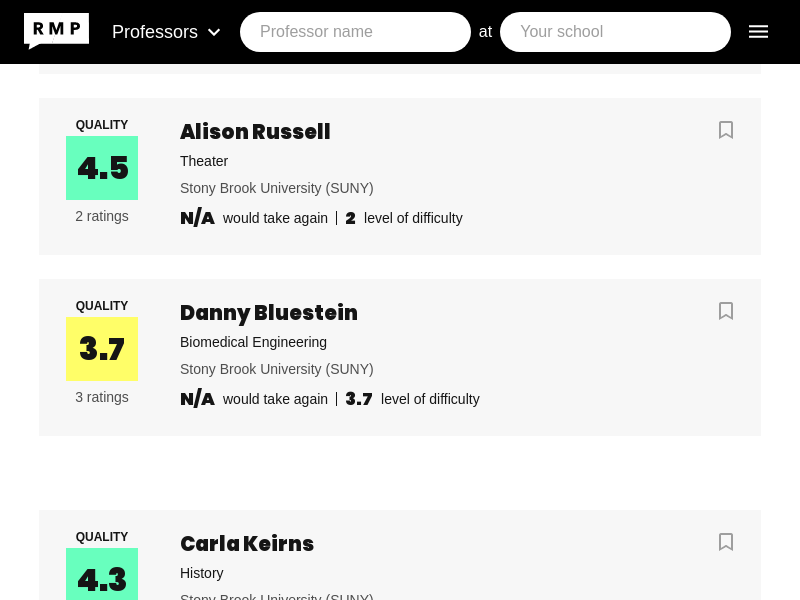 RMP Professors Professor name at Your school
QUALITY
4.5
2 ratings
Alison Russell
Theater
Stony Brook University (SUNY)
N/A would take again 2 level of difficulty
QUALITY
3.7
3 ratings
Danny Bluestein
Biomedical Engineering
Stony Brook University (SUNY)
N/A would take again 3.7 level of difficulty
QUALITY
4.3
Carla Keirns
History
Stony Brook University (SUNY)